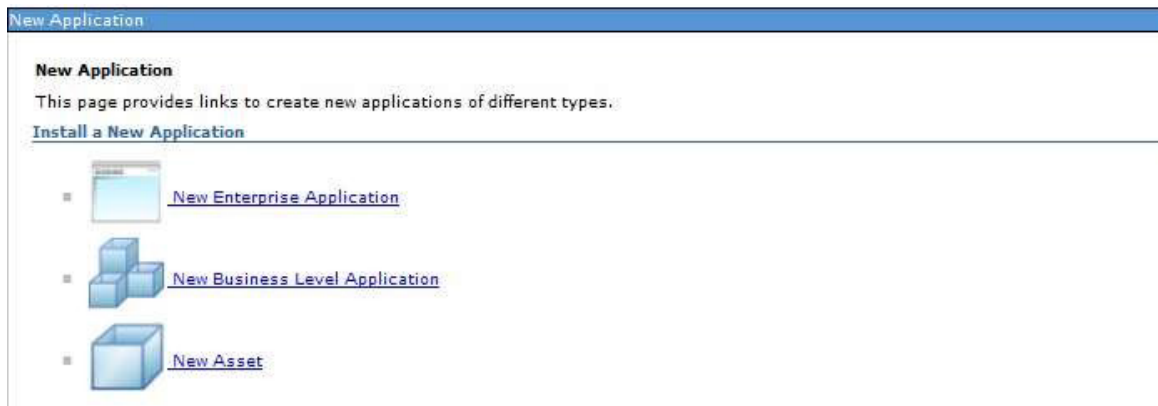 New Application
New Application
This page provides links to create new applications of different types.
Install a New Application
New Enterprise Application
New Business Level Application
New Asset